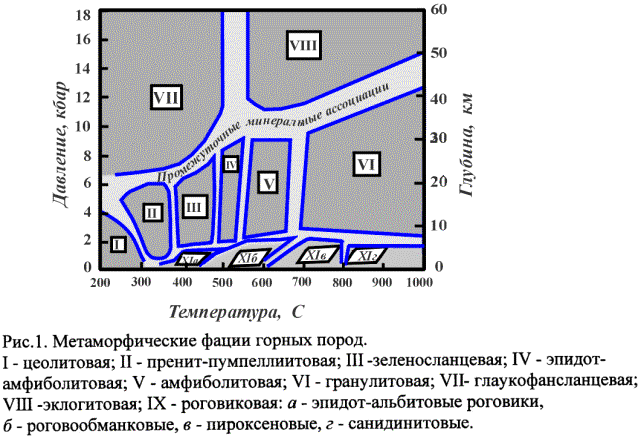 18
16
14
12
10
8
6
4
2
0
Давление, кбар
60
50
40
30
20
10
0
Глубина, км
VIII
VII
Промежуточные минеральные ассоциации
IV
VI
V
III
II
I
XIa
XIб
XIв
XIг
200 300 400 500 600 700 800 1000
Температура, С
Рис.1. Метаморфические фации горных пород.
I - цеолитовая; II - пренит-пумпеллиитовая; III -зеленосланцевая; IV - эпидот-
амфиболитовая; V - амфиболитовая; VI - гранулитовая; VII- глаукофансланцевая;
VIII -эклогитовая; IX - роговиковая: а - эпидот-альбитовые роговики,
б - роговообманковые, в - пироксеновые, г - санидинитовые.